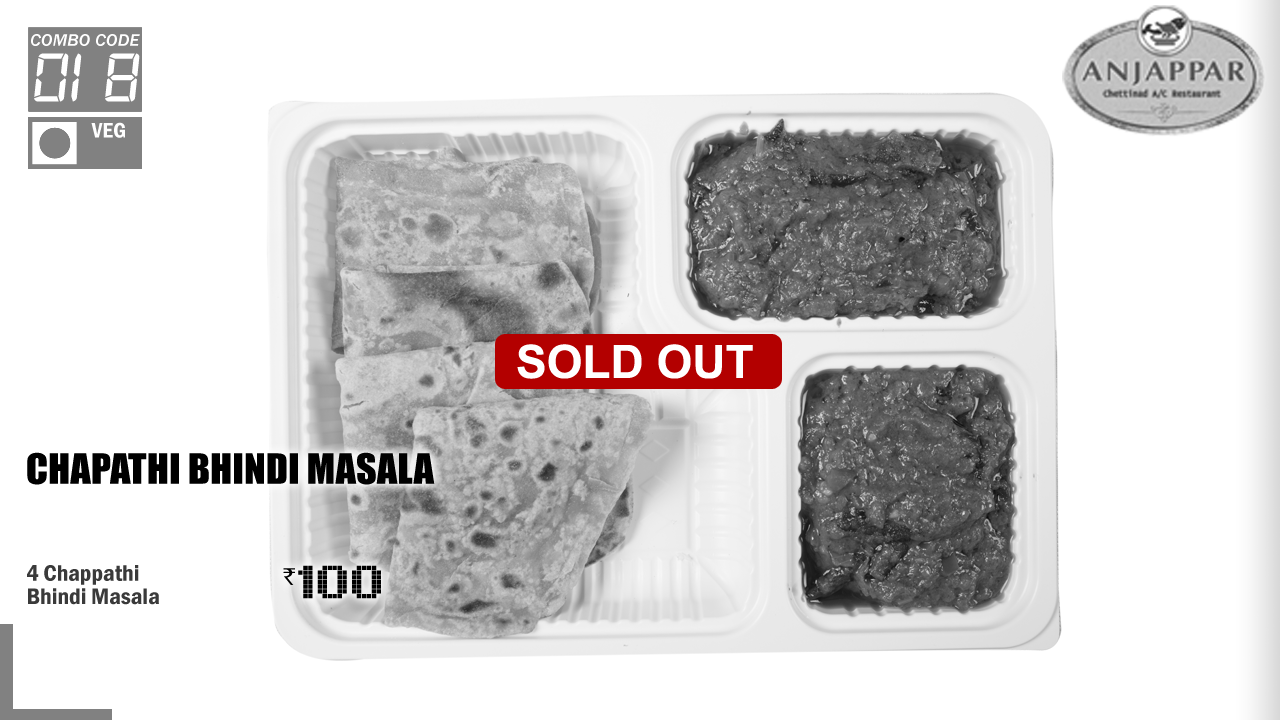 COMBO CODE
018
VEG
ANJAPPAR
Chettinad A/C Restaurant
SOLD OUT
CHAPATHI BHINDI MASALA
4 Chappathi
Bhindi Masala
₹100